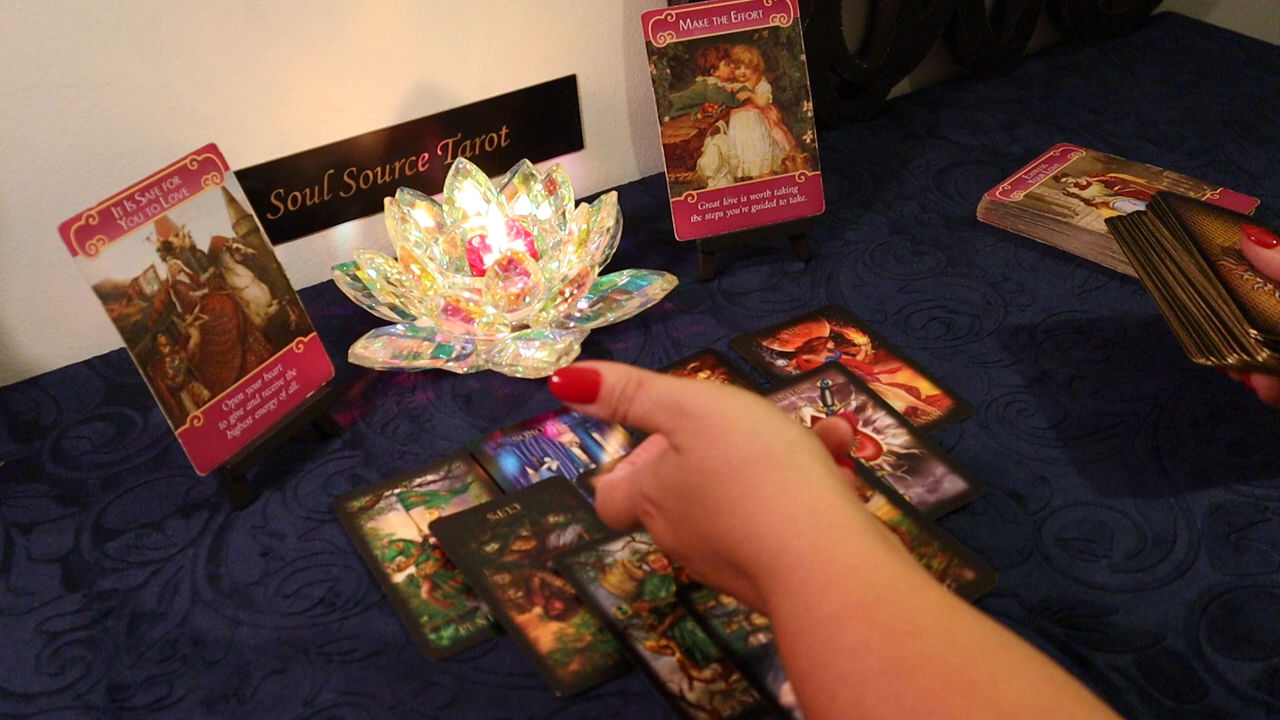 Soul Source Tarot
IT IS SAFE FOR
YOU TO LOVE
Open your heart
to give and receive the
highest energy of all.
MAKE THE EFFORT
Great love is worth taking
the steps you're guided to take.
CUPS